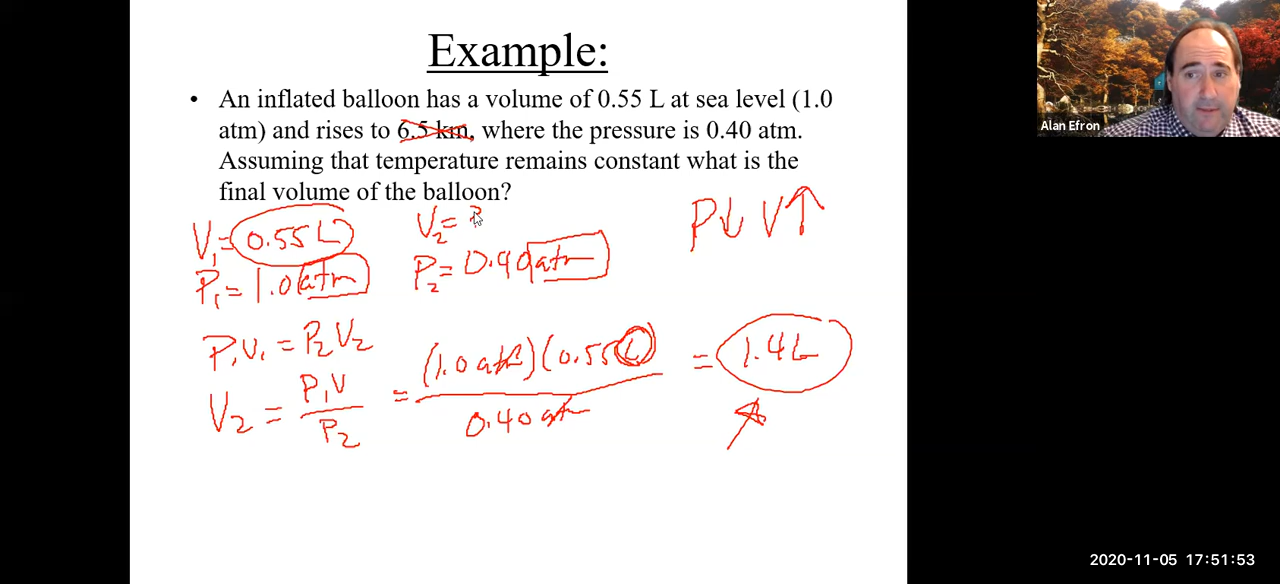 Example:
• An inflated balloon has a volume of 0.55 L at sea level (1.0
atm) and rises to 6.5 km, where the pressure is 0.40 atm.
Assuming that temperature remains constant what is the
final volume of the balloon?
V₁ = 0.55 L
P₁ = 1.0 atm
V₂ = ?
P₂ = 0.40 atm
P↓ V↑
P₁V₁ = P₂V₂
V₂ = P₁V / P₂ = (1.0 atm)(0.55 L) / 0.40 atm = 1.4 L
Alan Efron
2020-11-05 17:51:53